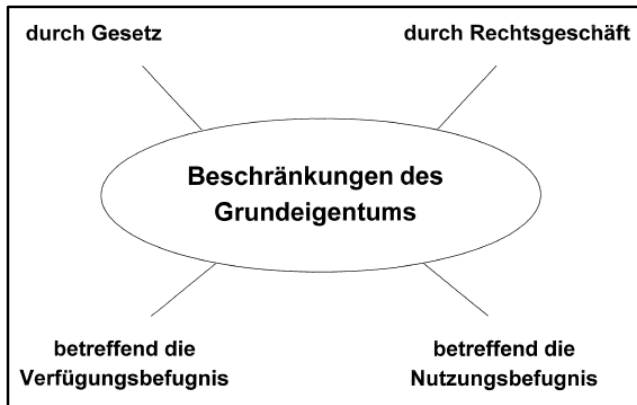 durch Gesetz
durch Rechtsgeschäft
Beschränkungen des
Grundeigentums
betreffend die
Verfügungsbefugnis
betreffend die
Nutzungsbefugnis